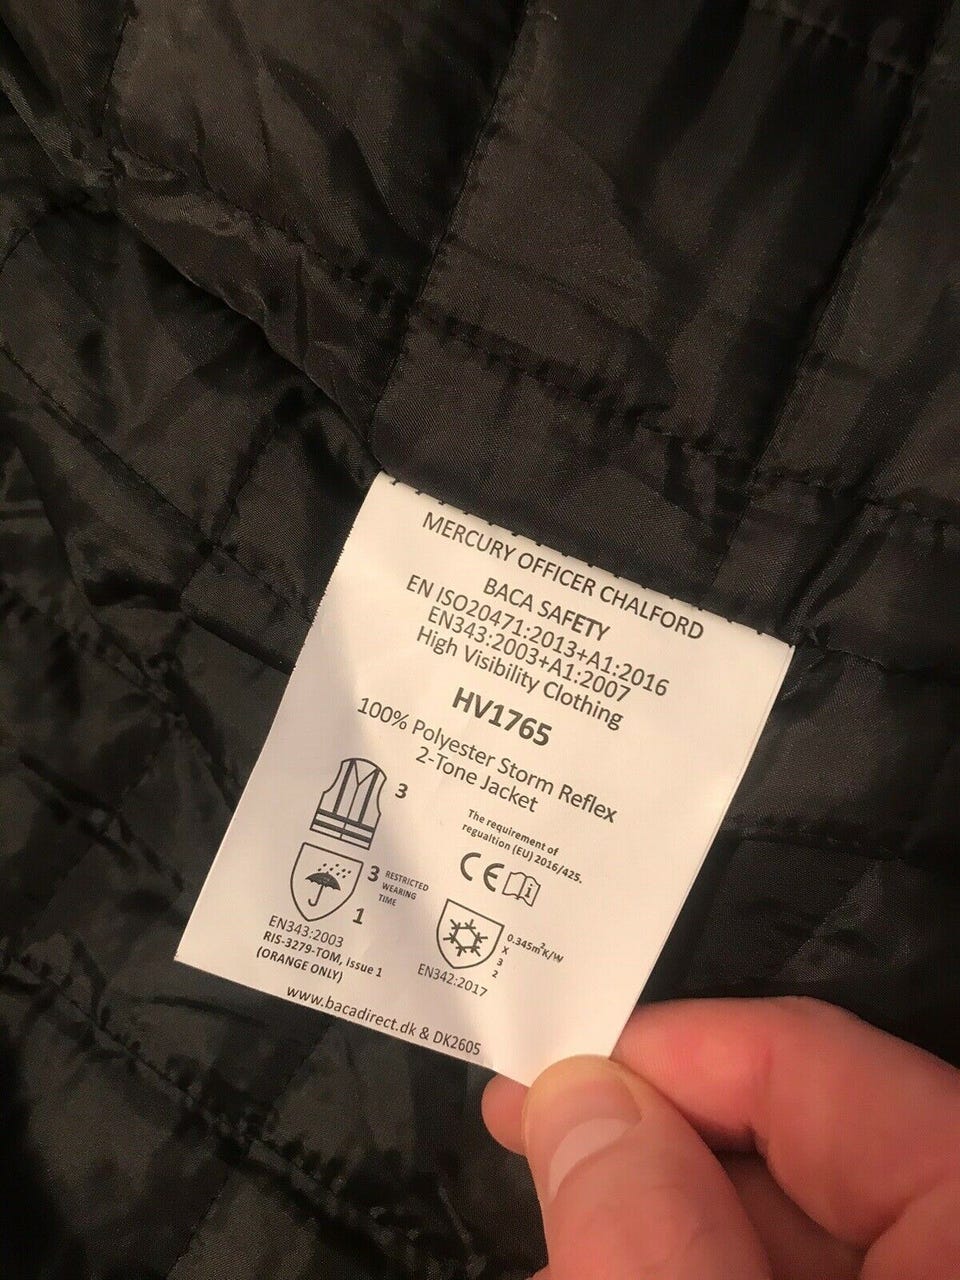 MERCURY OFFICER CHALFORD
BACA SAFETY
EN ISO20471:2013+A1:2016
EN343:2003+A1:2007
High Visibility Clothing
HV1765
100% Polyester Storm Reflex
2-Tone Jacket
3
The requirement of
regualtion (EU) 2016/425.
CE i
3 RESTRICTED
WEARING
TIME
1
EN343:2003
RIS-3279-TOM, issue 1
(ORANGE ONLY)
0.345m²K/W
X
3
2
EN342:2017
www.bacadirect.dk & DK2605